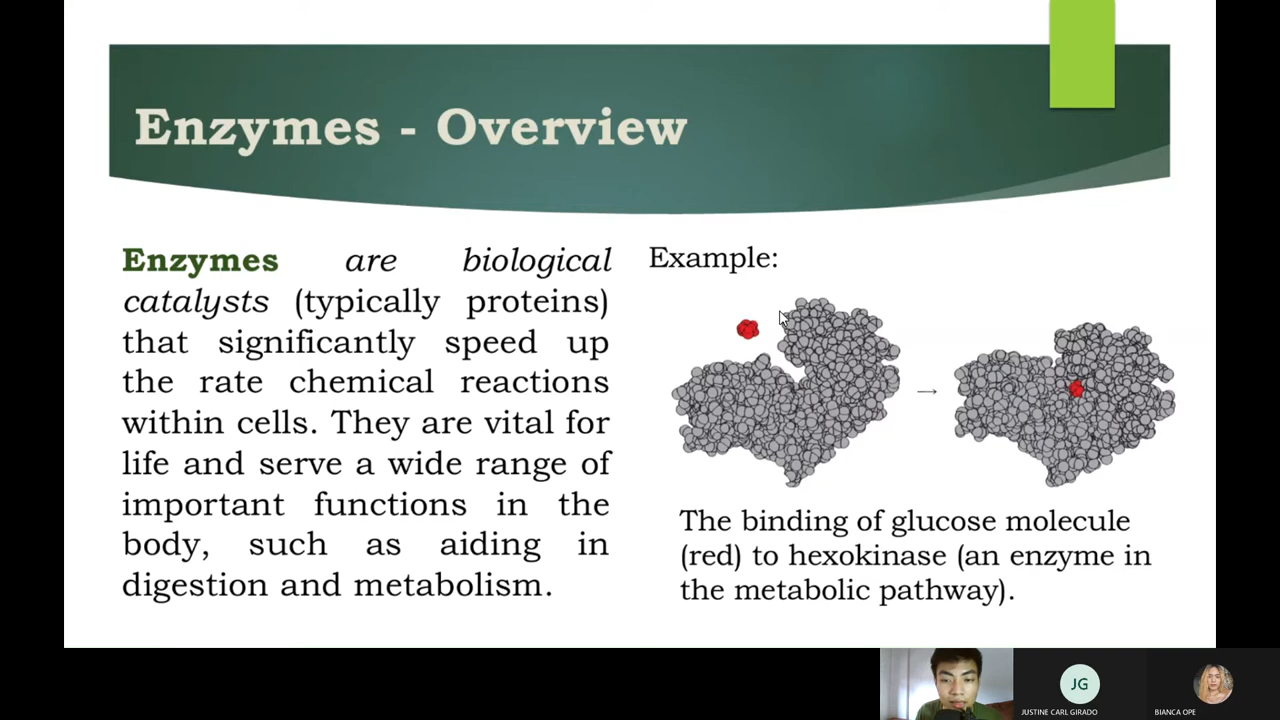 Enzymes - Overview
Enzymes are biological
catalysts (typically proteins)
that significantly speed up
the rate chemical reactions
within cells. They are vital for
life and serve a wide range of
important functions in the
body, such as aiding in
digestion and metabolism.
Example:
→
The binding of glucose molecule
(red) to hexokinase (an enzyme in
the metabolic pathway).
JG
JUSTINE CARL GIRADO
BIANCA OPE